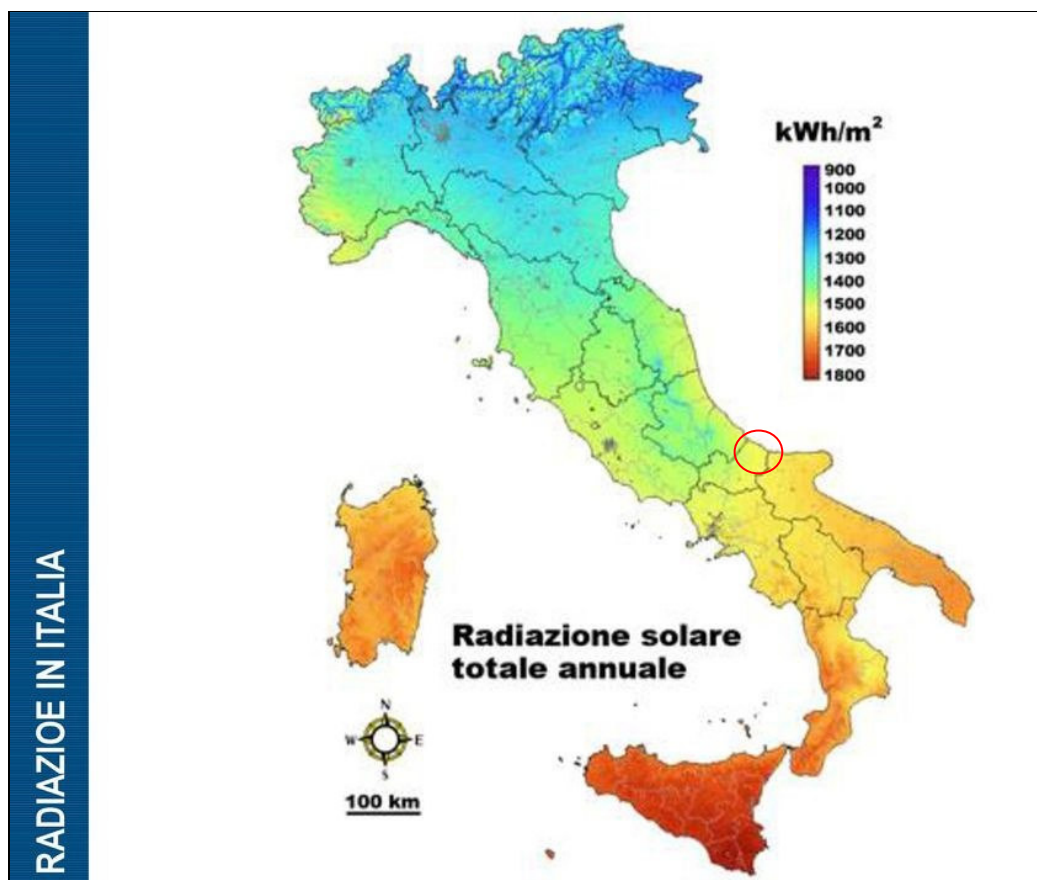 RADIAZIOE IN ITALIA
kWh/m²
900
1000
1100
1200
1300
1400
1500
1600
1700
1800
Radiazione solare
totale annuale
N
W E
S
100 km